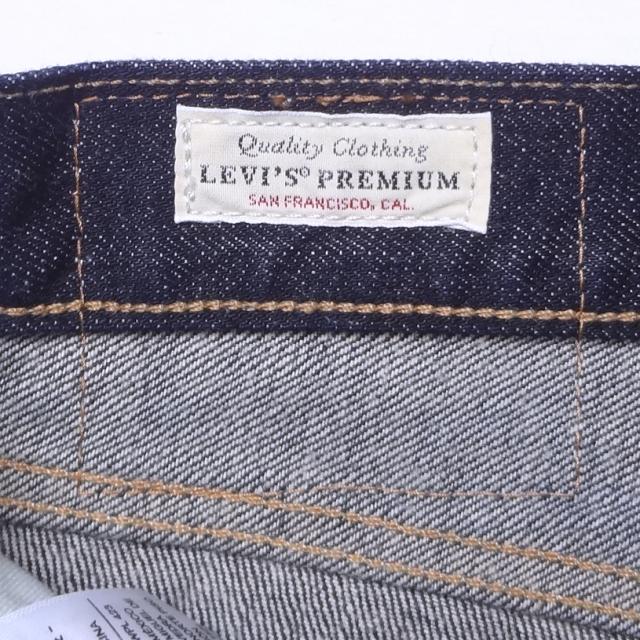 Quality Clothing
LEVI'S® PREMIUM
SAN FRANCISCO, CAL.